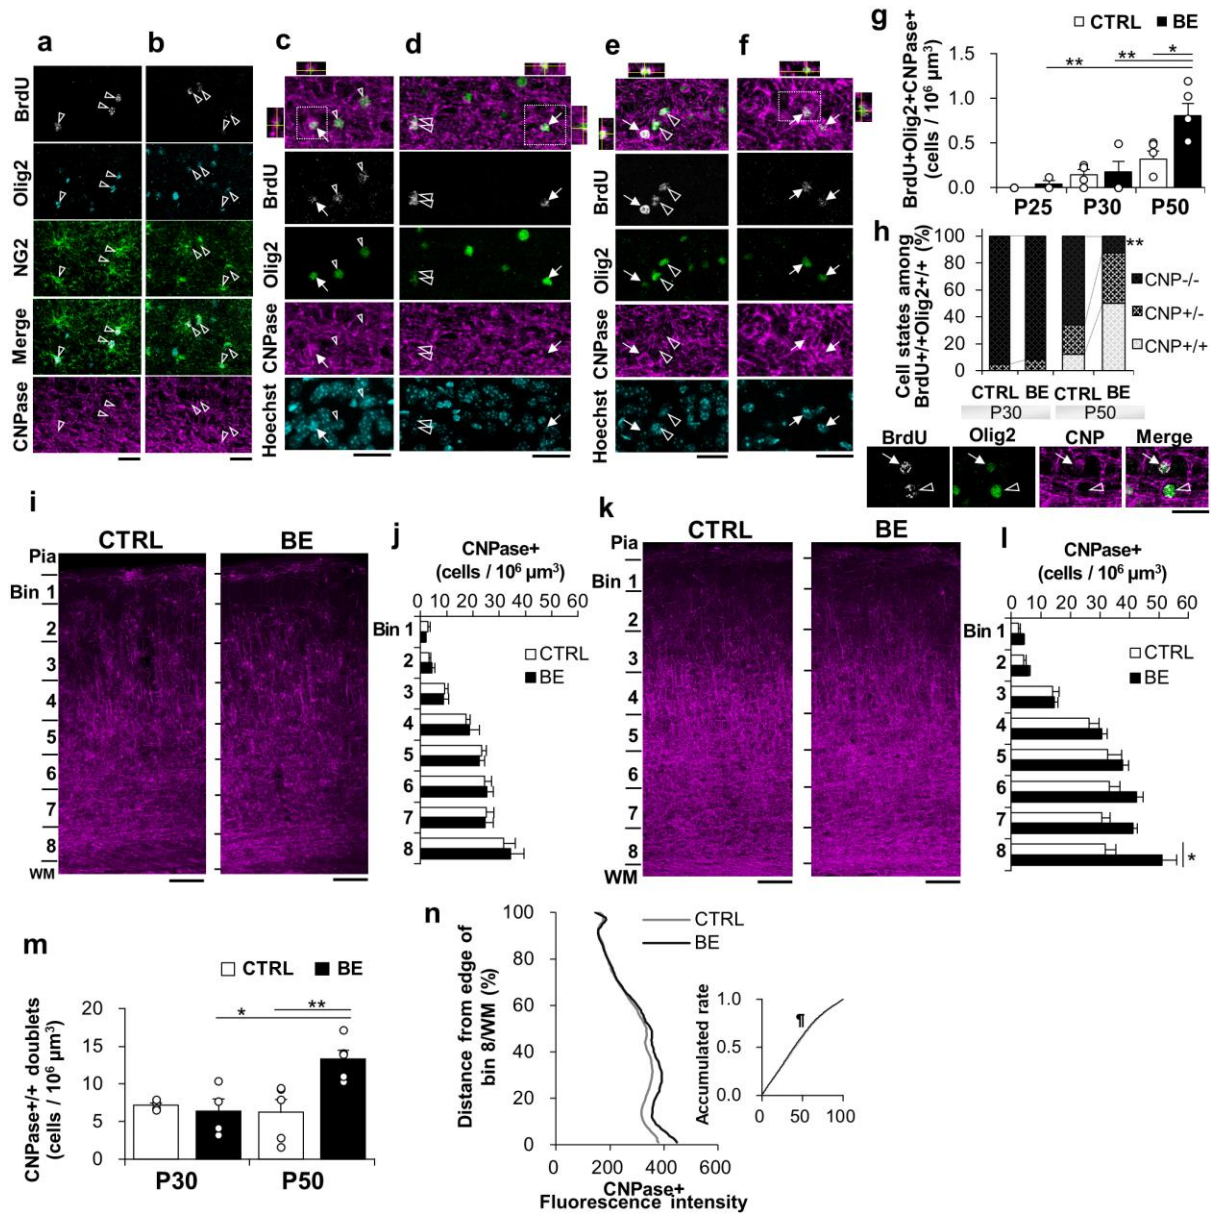 a
b
c
d
e
f
BrdU
Olig2
NG2
Merge
CNPase
BrdU
Olig2
CNPase
Hoechst
BrdU
Olig2
CNPase
Hoechst
g
CTRL BE
BrdU+Olig2+CNPase+
(cells / 10⁶ µm³)
1.5
1.0
0.5
0.0
** ** *
P25 P30 P50
h
Cell states among
BrdU+/+Olig2+/+ (%)
100
80
60
40
20
0
**
CNP-/-
CNP+/-
CNP+/+
CTRL BE CTRL BE
P30 P50
BrdU Olig2 CNP Merge
i
CTRL BE
Pia
Bin 1
2
3
4
5
6
7
8
WM
j
CNPase+
(cells / 10⁶ µm³)
0 10 20 30 40 50 60
Bin 1
2
3
4
5
6
7
8
CTRL
BE
k
CTRL BE
Pia
Bin 1
2
3
4
5
6
7
8
WM
l
CNPase+
(cells / 10⁶ µm³)
0 10 20 30 40 50 60
Bin 1
2
3
4
5
6
7
8
CTRL
BE
*
m
CTRL BE
CNPase+/+ doublets
(cells / 10⁶ µm³)
20
15
10
5
0
* **
P30 P50
n
CTRL
BE
Distance from edge of
bin 8/WM (%)
100
80
60
40
20
0
0 200 400 600
CNPase+
Fluorescence intensity
Accumulated rate
1.0
0.5
0
¶
0 50 100